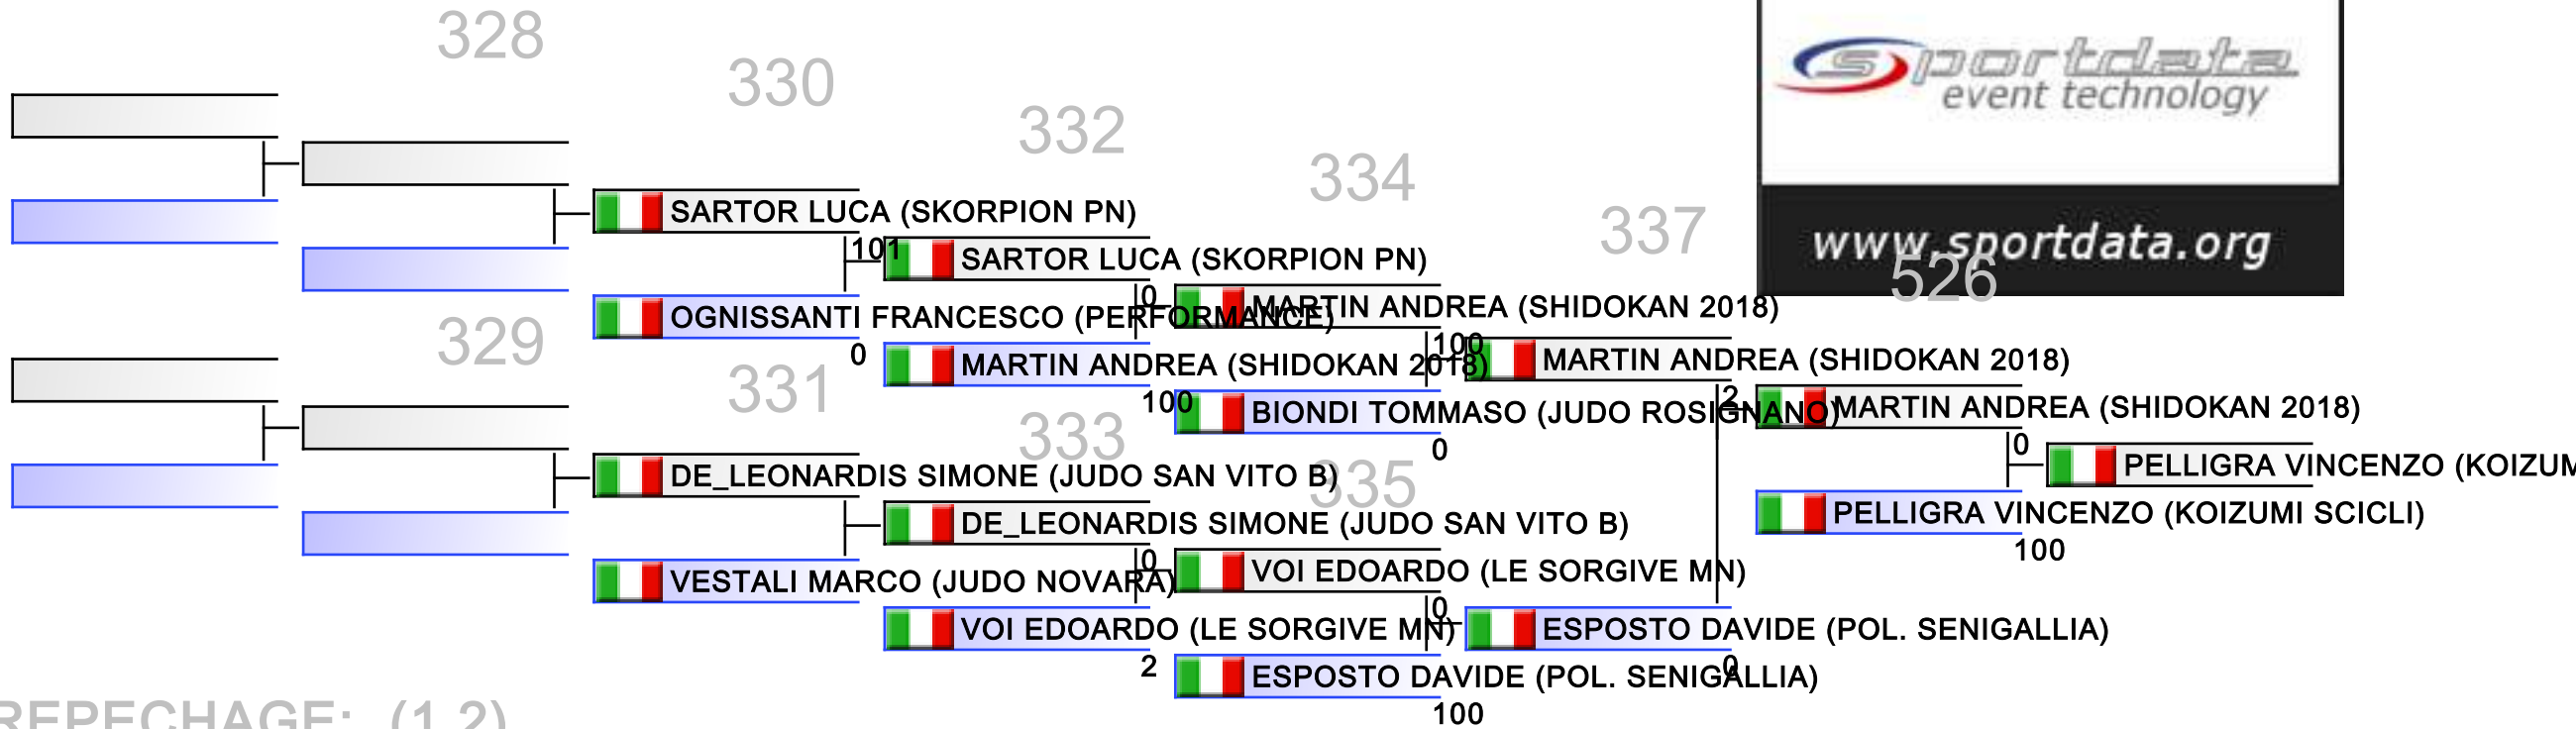 328
330
332
334
337
526
sportdata
event technology
www.sportdata.org
SARTOR LUCA (SKORPION PN)
101
SARTOR LUCA (SKORPION PN)
OGNISSANTI FRANCESCO (PERFORMANCE)
0
0
MARTIN ANDREA (SHIDOKAN 2018)
MARTIN ANDREA (SHIDOKAN 2018)
100
100
MARTIN ANDREA (SHIDOKAN 2018)
BIONDI TOMMASO (JUDO ROSIGNANO)
0
2
MARTIN ANDREA (SHIDOKAN 2018)
0
PELLIGRA VINCENZO (KOIZUM
PELLIGRA VINCENZO (KOIZUMI SCICLI)
100
329
331
333
335
DE_LEONARDIS SIMONE (JUDO SAN VITO B)
DE_LEONARDIS SIMONE (JUDO SAN VITO B)
VESTALI MARCO (JUDO NOVARA)
0
VOI EDOARDO (LE SORGIVE MN)
VOI EDOARDO (LE SORGIVE MN)
2
0
ESPOSTO DAVIDE (POL. SENIGALLIA)
0
ESPOSTO DAVIDE (POL. SENIGALLIA)
100
REPECHAGE: (1,2)